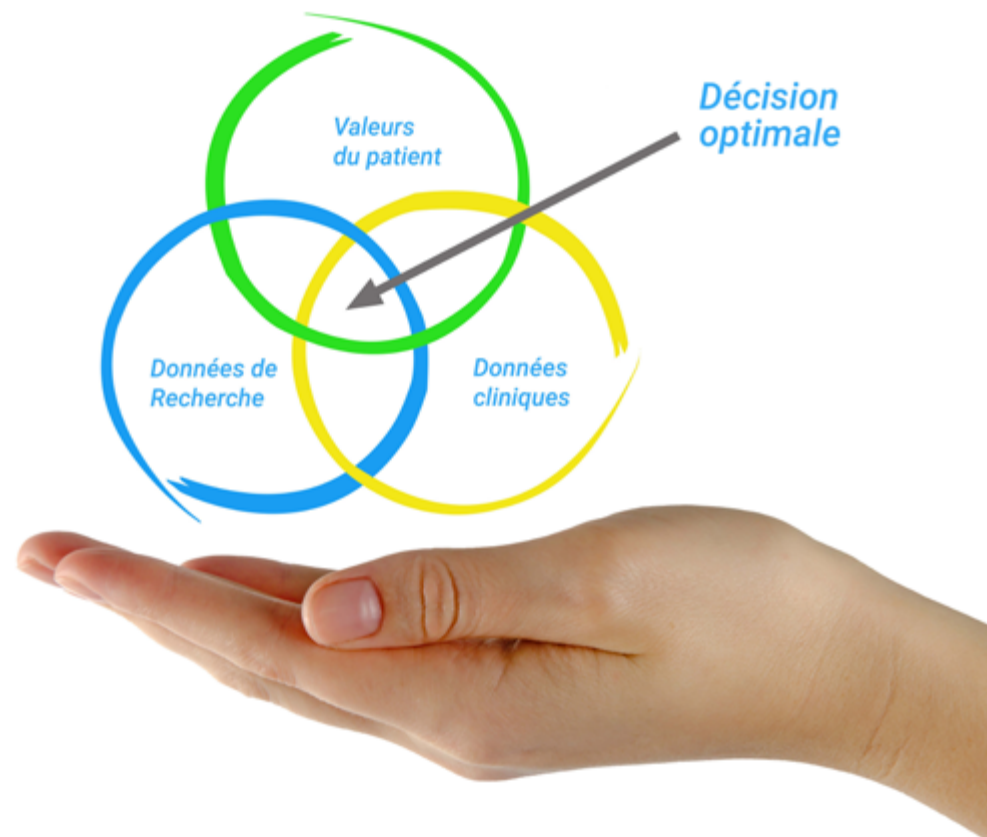 Décision
optimale
Valeurs
du patient
Données de
Recherche
Données
cliniques